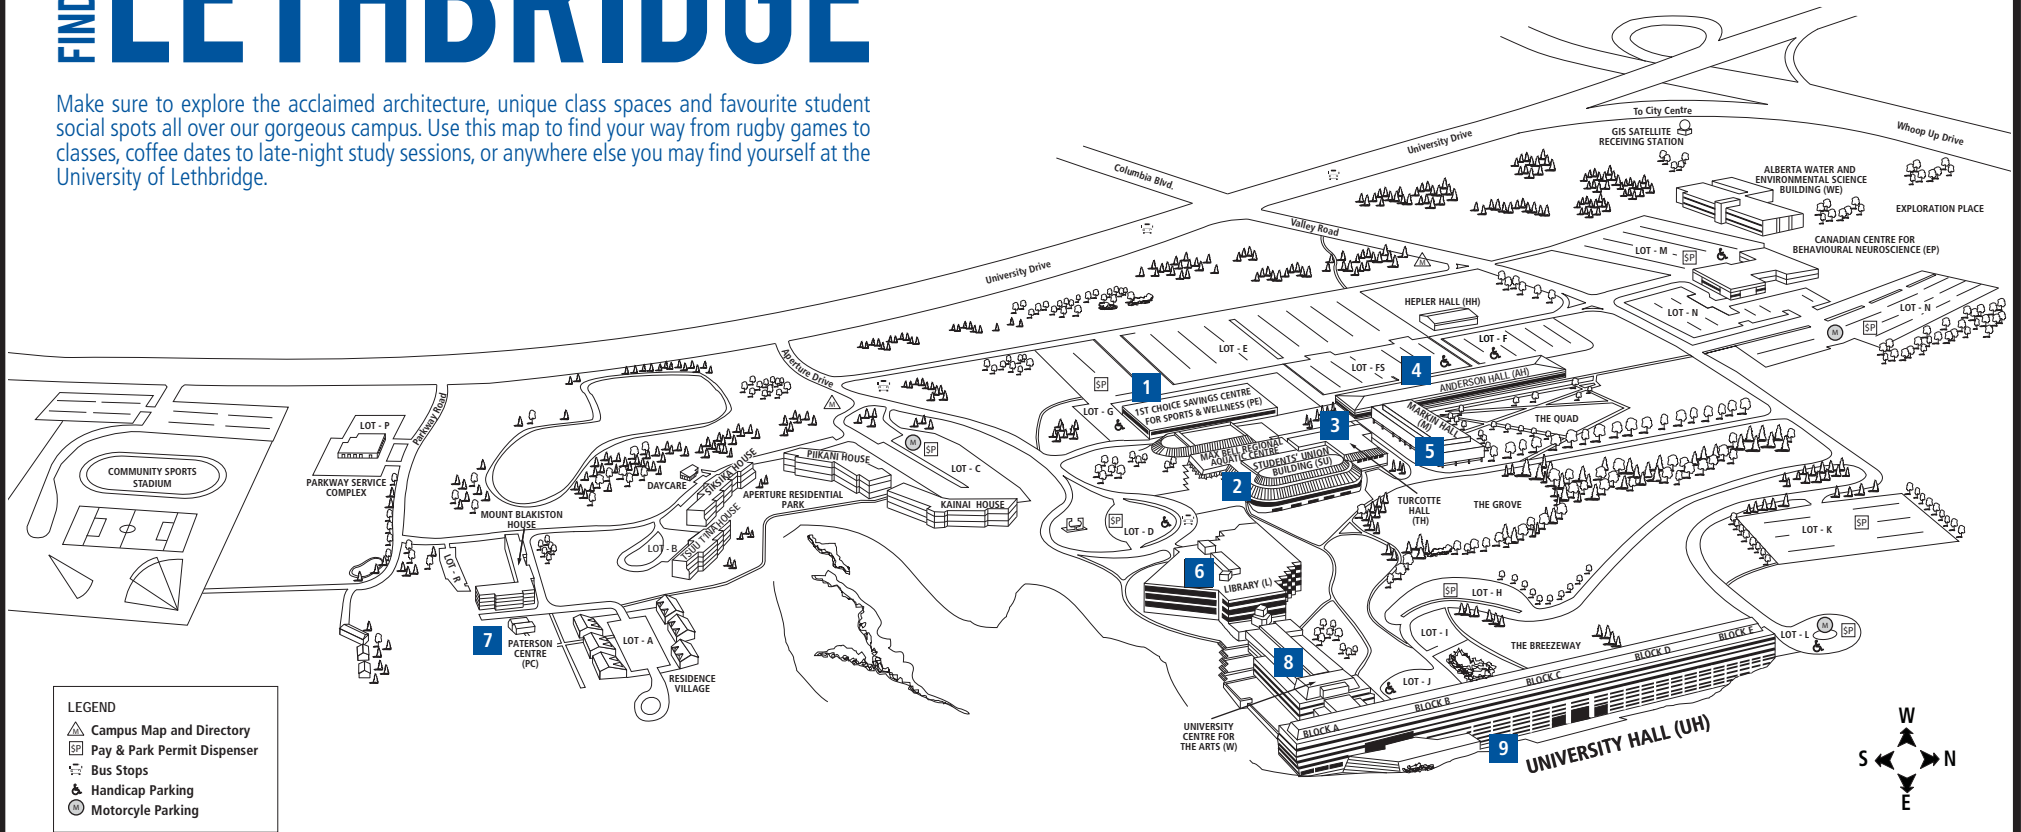 FIND
LETHBRIDGE
Make sure to explore the acclaimed architecture, unique class spaces and favourite student
social spots all over our gorgeous campus. Use this map to find your way from rugby games to
classes, coffee dates to late-night study sessions, or anywhere else you may find yourself at the
University of Lethbridge.
To City Centre
Whoop Up Drive
University Drive
GIS SATELLITE
RECEIVING STATION
Columbia Blvd.
ALBERTA WATER AND
ENVIRONMENTAL SCIENCE
BUILDING (WE)
EXPLORATION PLACE
Valley Road
CANADIAN CENTRE FOR
BEHAVIOURAL NEUROSCIENCE (EP)
LOT - M
$P
University Drive
M
HEPLER HALL (HH)
LOT - N
LOT - N
M
$P
LOT - E
LOT - F
LOT - FS
4
ANDERSON HALL (AH)
Aperture Drive
$P
1
LOT - G
1ST CHOICE SAVINGS CENTRE
FOR SPORTS & WELLNESS (PE)
3
MARKIN HALL
(M)
THE QUAD
5
Parkway Road
LOT - P
M
M
$P
LOT - C
MAX BELL REGIONAL
AQUATIC CENTRE
STUDENTS' UNION
BUILDING (SU)
2
COMMUNITY SPORTS
STADIUM
PARKWAY SERVICE
COMPLEX
DAYCARE
SIKSIKA HOUSE
PIIKANI HOUSE
KAINAI HOUSE
APERTURE RESIDENTIAL
PARK
TSUUT'INA HOUSE
MOUNT BLAKISTON
HOUSE
LOT - B
LOT - R
TURCOTTE
HALL
(TH)
THE GROVE
$P
LOT - D
LOT - K
$P
6
LIBRARY (L)
$P
LOT - H
LOT - I
THE BREEZEWAY
LOT - J
LOT - L
M
$P
7
PATERSON
CENTRE
(PC)
LOT - A
RESIDENCE
VILLAGE
8
UNIVERSITY
CENTRE FOR
THE ARTS (W)
BLOCK A
BLOCK B
BLOCK C
BLOCK D
BLOCK E
9
UNIVERSITY HALL (UH)
LEGEND
M Campus Map and Directory
$P Pay & Park Permit Dispenser
Bus Stops
Handicap Parking
M Motorcyle Parking
W
S N
E